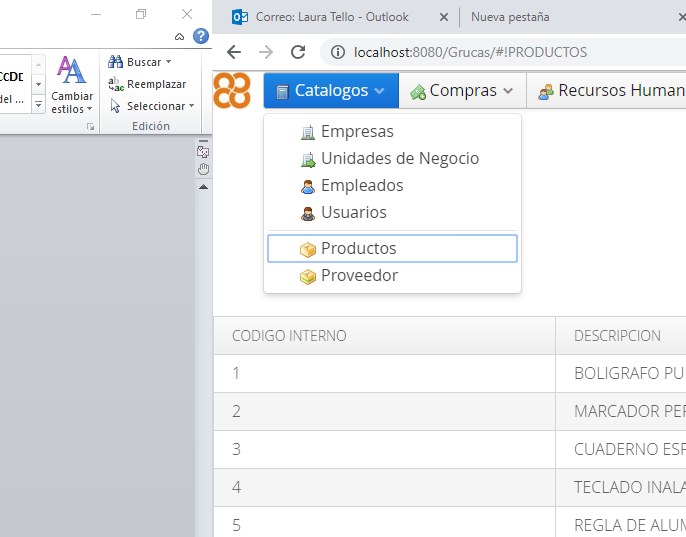 Correo: Laura Tello - Outlook
Nueva pestaña
localhost:8080/Grucas/#!PRODUCTOS
Buscar
Reemplazar
Seleccionar
Edición
Cambiar
estilos
del ...
Catalogos
Compras
Recursos Human
Empresas
Unidades de Negocio
Empleados
Usuarios
Productos
Proveedor
CODIGO INTERNO DESCRIPCION
1 BOLIGRAFO PU
2 MARCADOR PER
3 CUADERNO ESP
4 TECLADO INALA
5 REGLA DE ALUM